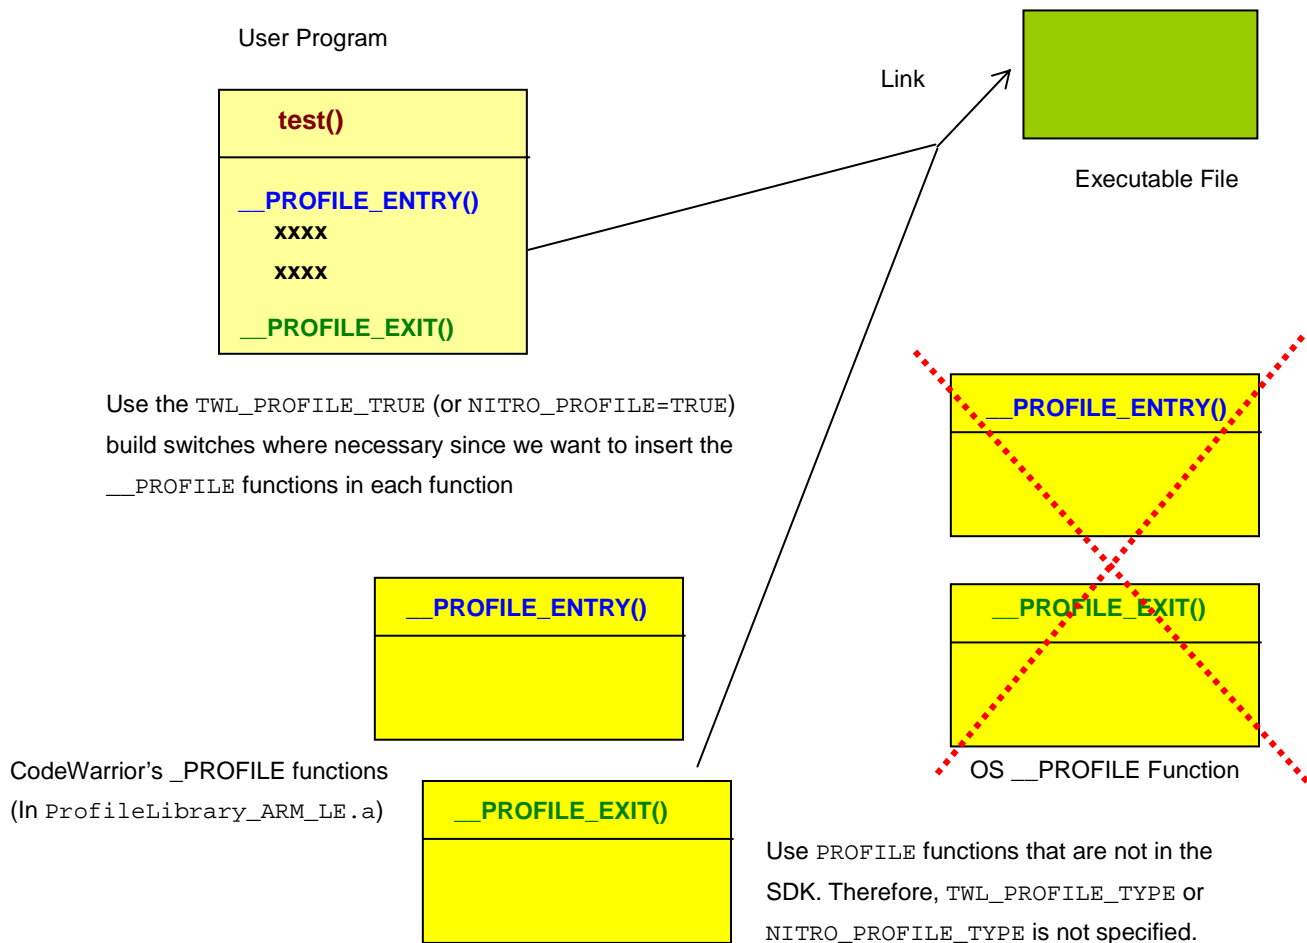 User Program
Link
test()
__PROFILE_ENTRY()
xxxx
xxxx
__PROFILE_EXIT()
Executable File
Use the TWL_PROFILE_TRUE (or NITRO_PROFILE=TRUE)
build switches where necessary since we want to insert the
__PROFILE functions in each function
__PROFILE_ENTRY()
__PROFILE_EXIT()
OS __PROFILE Function
__PROFILE_ENTRY()
CodeWarrior's _PROFILE functions
(In ProfileLibrary_ARM_LE.a)
__PROFILE_EXIT()
Use PROFILE functions that are not in the
SDK. Therefore, TWL_PROFILE_TYPE or
NITRO_PROFILE_TYPE is not specified.